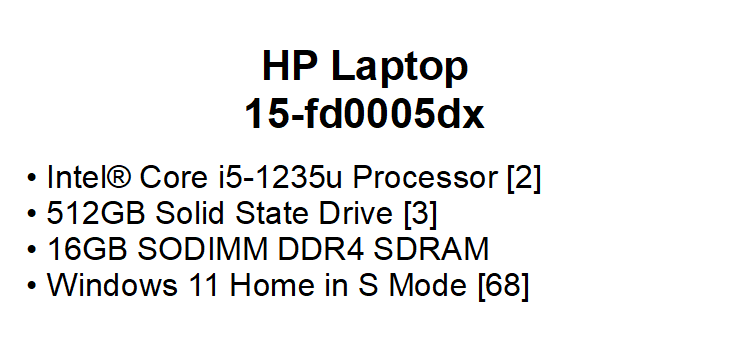 HP Laptop
15-fd0005dx
• Intel® Core i5-1235u Processor [2]
• 512GB Solid State Drive [3]
• 16GB SODIMM DDR4 SDRAM
• Windows 11 Home in S Mode [68]